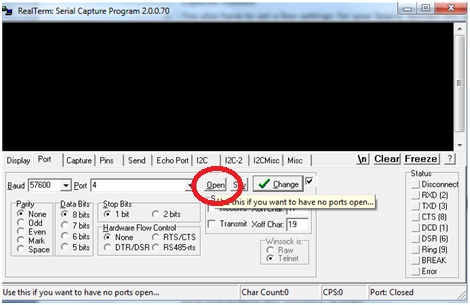 RealTerm: Serial Capture Program 2.0.0.70
Display Port Capture Pins Send Echo Port I2C I2C-2 I2CMisc Misc \n Clear Freeze ?
Baud 57600 Port 4 Open Spy Change
Use this if you want to have no ports open...
Parity
None
Odd
Even
Mark
Space
Data Bits
8 bits
7 bits
6 bits
5 bits
Stop Bits
1 bit 2 bits
Hardware Flow Control
None RTS/CTS
DTR/DSR RS485-rts
Receive Xoff Char:
Transmit Xoff Char: 19
Winsock is:
Raw
Telnet
Status
Disconnect
RXD (2)
TXD (3)
CTS (8)
DCD (1)
DSR (6)
Ring (9)
BREAK
Error
Use this if you want to have no ports open... Char Count:0 CPS:0 Port: Closed